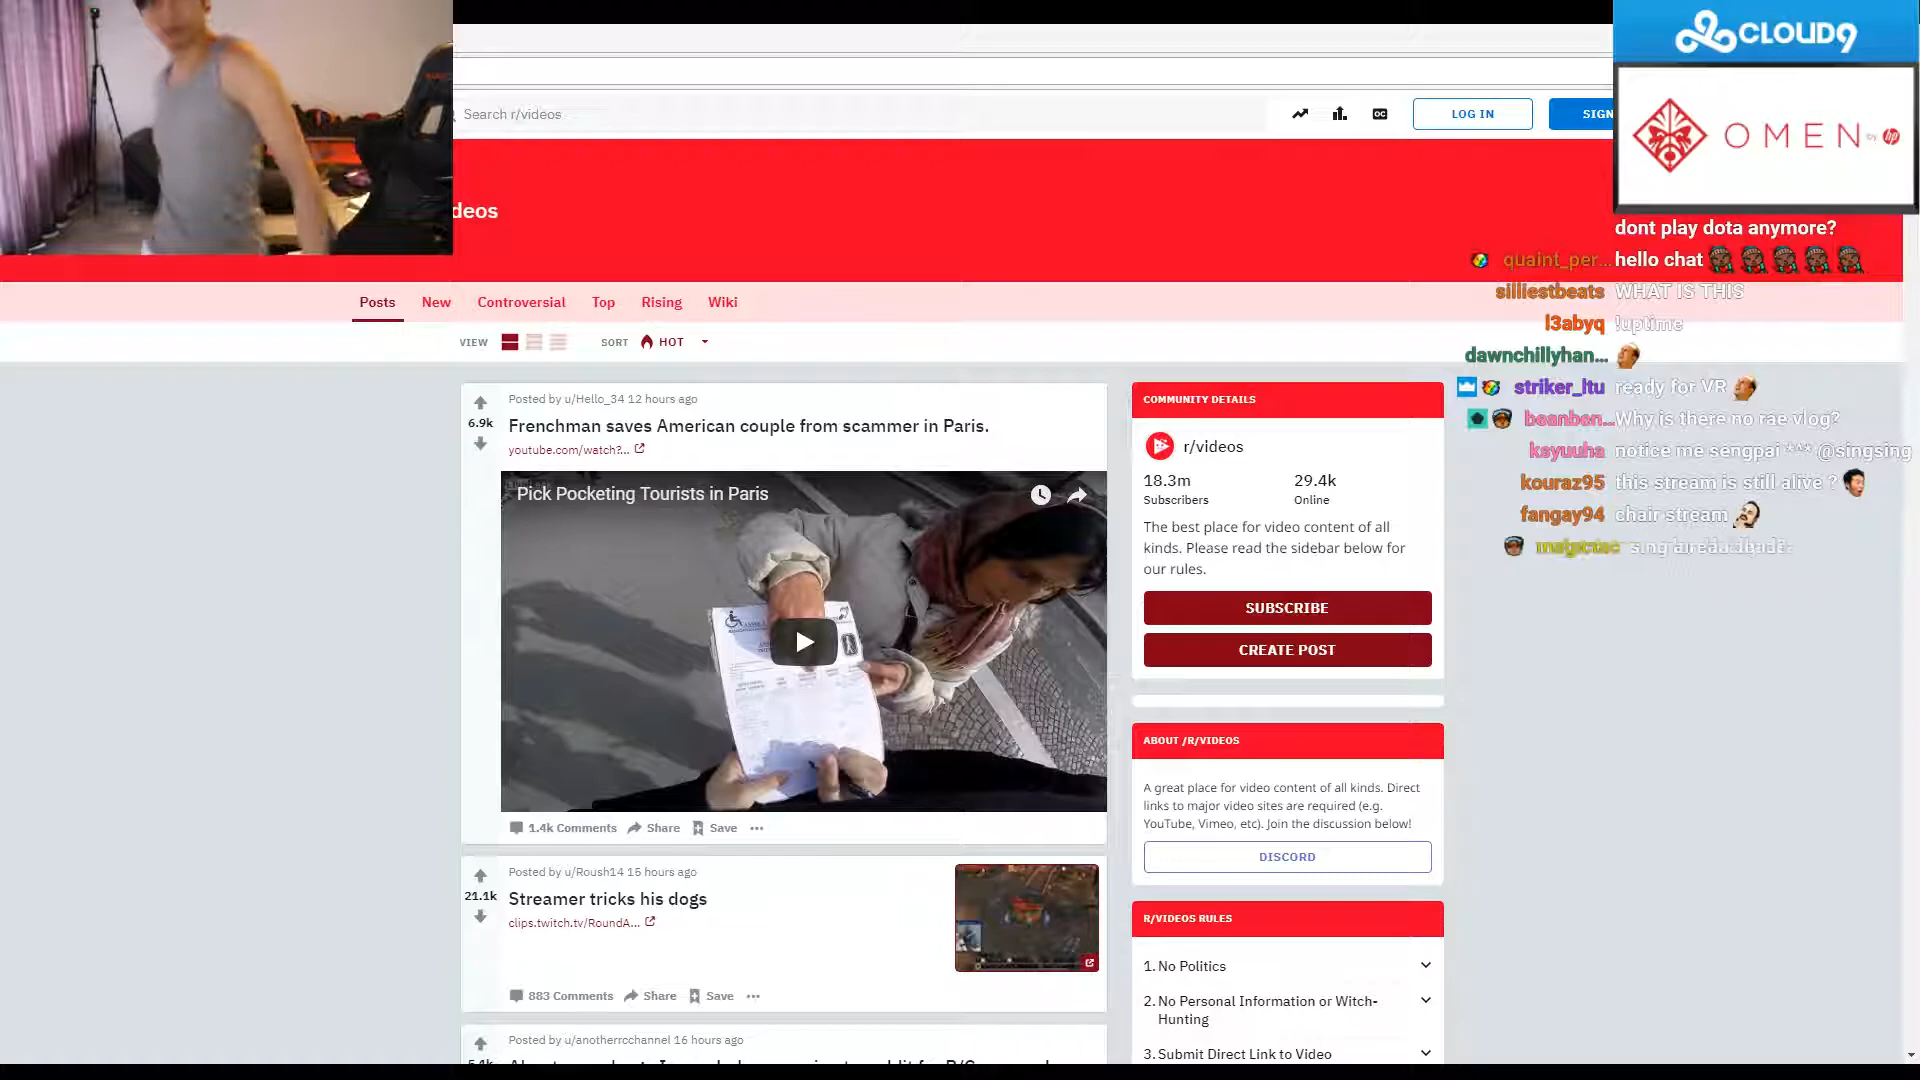 CLOUD9
Search r/videos
LOG IN
SIGN
OMEN by hp
deos
dont play dota anymore?
quaint_per... hello chat
silliestbeats WHAT IS THIS
l3abyq !uptime
dawnchillyhan...
striker_ltu ready for VR
beanben... Why is there no rae vlog?
ksyuuha notice me sengpai *^* @singsing
kouraz95 this stream is still alive ?
fangay94 chair stream
sing
Posts New Controversial Top Rising Wiki
VIEW SORT HOT
Posted by u/Hello_34 12 hours ago
6.9k
Frenchman saves American couple from scammer in Paris.
youtube.com/watch?...
Pick Pocketing Tourists in Paris
1.4k Comments Share Save
Posted by u/Roush14 15 hours ago
21.1k
Streamer tricks his dogs
clips.twitch.tv/RoundA...
883 Comments Share Save
Posted by u/anotherrcchannel 16 hours ago
COMMUNITY DETAILS
r/videos
18.3m 29.4k
Subscribers Online
The best place for video content of all
kinds. Please read the sidebar below for
our rules.
SUBSCRIBE
CREATE POST
ABOUT /R/VIDEOS
A great place for video content of all kinds. Direct
links to major video sites are required (e.g.
YouTube, Vimeo, etc). Join the discussion below!
DISCORD
R/VIDEOS RULES
1. No Politics
2. No Personal Information or Witch-
Hunting
3. Submit Direct Link to Video